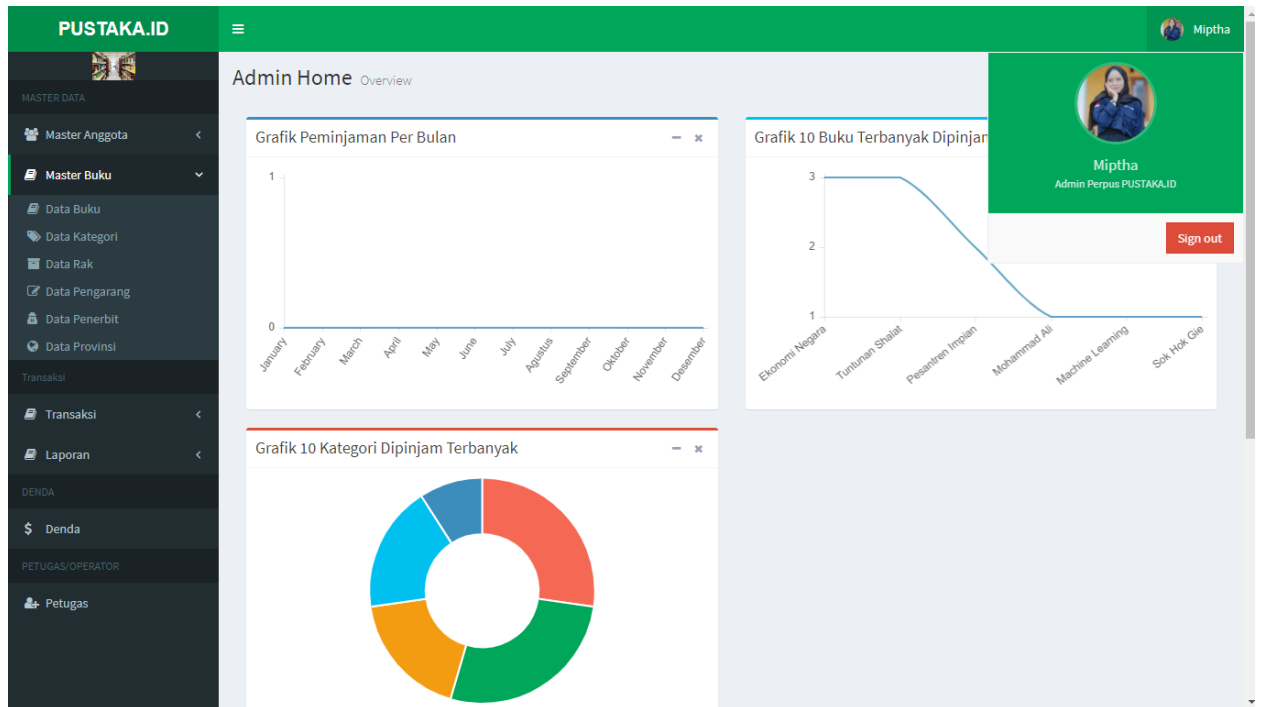 PUSTAKA.ID
Miptha
MASTER DATA
Master Anggota
Master Buku
Data Buku
Data Kategori
Data Rak
Data Pengarang
Data Penerbit
Data Provinsi
Transaksi
Transaksi
Laporan
DENDA
$ Denda
PETUGAS/OPERATOR
Petugas
Admin Home Overview
Miptha
Admin Perpus PUSTAKA.ID
Sign out
Grafik Peminjaman Per Bulan
1
0
January
February
March
April
May
June
July
Agustus
September
Oktober
November
Desember
Grafik 10 Buku Terbanyak Dipinjam
3
2
1
Ekonomi Negara
Tuntunan Shalat
Pesantren Impian
Mohammad Ali
Machine Learning
Sok Hok Gie
Grafik 10 Kategori Dipinjam Terbanyak